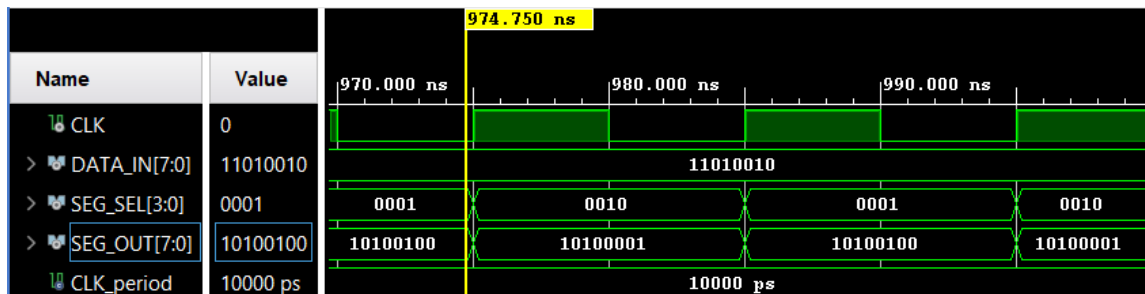 974.750 ns
Name Value 970.000 ns 980.000 ns 990.000 ns
CLK 0
DATA_IN[7:0] 11010010 11010010
SEG_SEL[3:0] 0001 0001 0010 0001 0010
SEG_OUT[7:0] 10100100 10100100 10100001 10100100 10100001
CLK_period 10000 ps 10000 ps